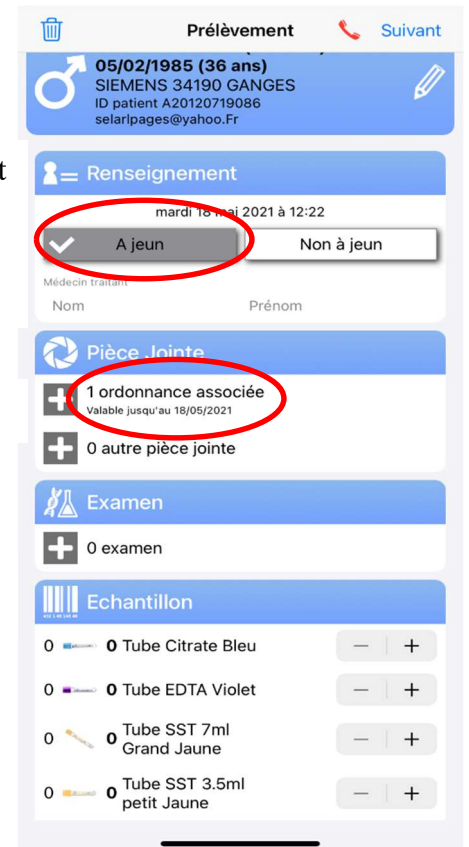 Prélèvement
Suivant
05/02/1985 (36 ans)
SIEMENS 34190 GANGES
ID patient A20120719086
selarlpages@yahoo.Fr
t
Renseignement
mardi 18 mai 2021 à 12:22
A jeun
Non à jeun
Médecin traitant
Nom
Prénom
Pièce Jointe
1 ordonnance associée
Valable jusqu'au 18/05/2021
0 autre pièce jointe
Examen
0 examen
Echantillon
0 0 Tube Citrate Bleu
0 0 Tube EDTA Violet
0 0 Tube SST 7ml
Grand Jaune
0 0 Tube SST 3.5ml
petit Jaune